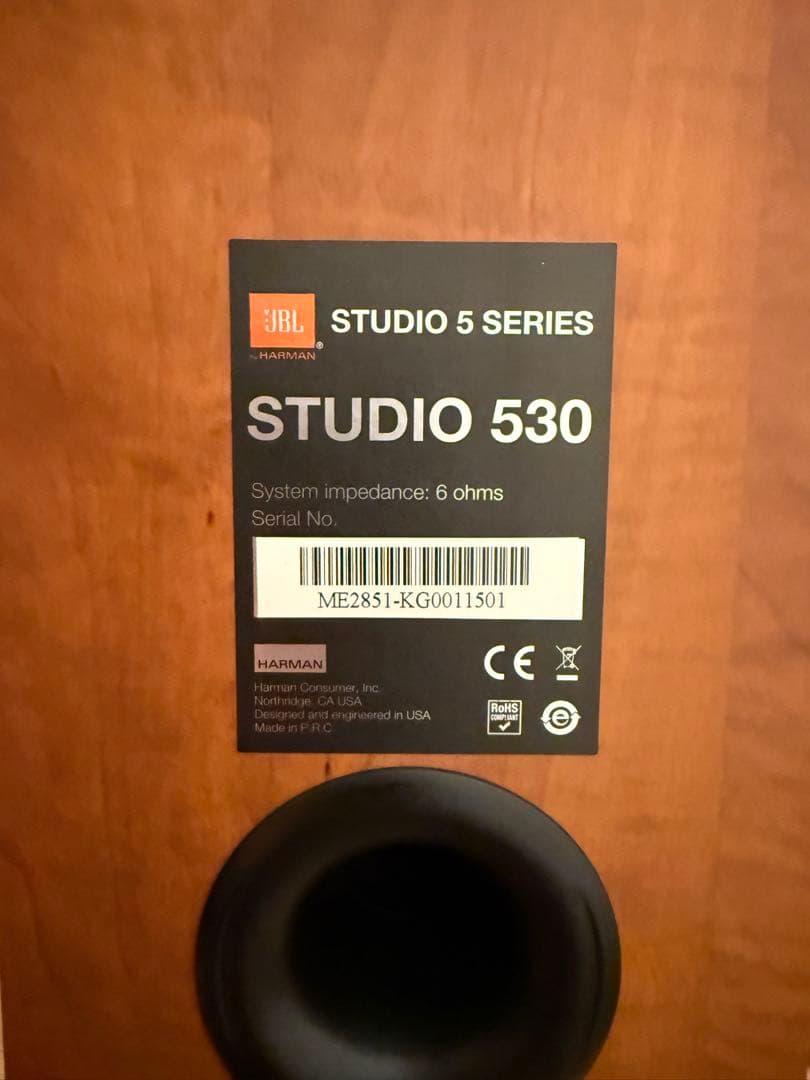 JBL
®
by HARMAN
STUDIO 5 SERIES
STUDIO 530
System impedance: 6 ohms
Serial No.
ME2851-KG0011501
HARMAN
Harman Consumer, Inc.
Northridge, CA USA
Designed and engineered in USA
Made in P.R.C.
CE
RoHS
COMPLIANT
e